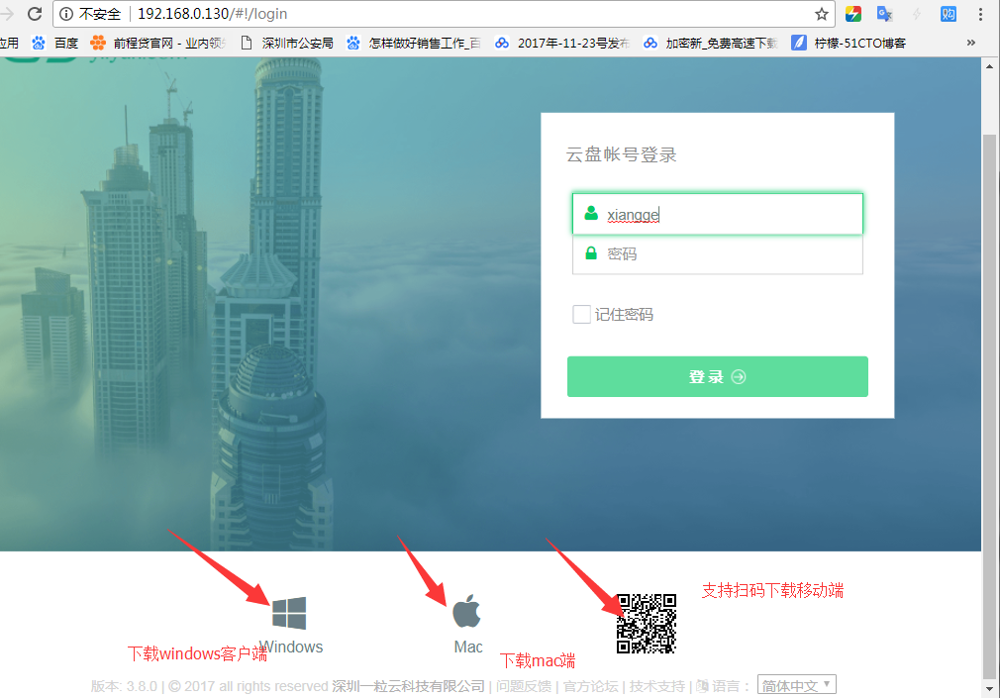 不安全 192.168.0.130/#!/login
应用 百度 前程贷官网 - 业内领先 深圳市公安局 怎样做好销售工作_百 2017年-11-23号发布 加密新_免费高速下载 柠檬-51CTO博客 »
云盘帐号登录
xiangge
密码
记住密码
登 录
支持扫码下载移动端
Windows
下载windows客户端
Mac
下载mac端
版本: 3.8.0 | © 2017 all rights reserved 深圳一粒云科技有限公司 | 问题反馈 | 官方论坛 | 技术支持 | 语言： 简体中文